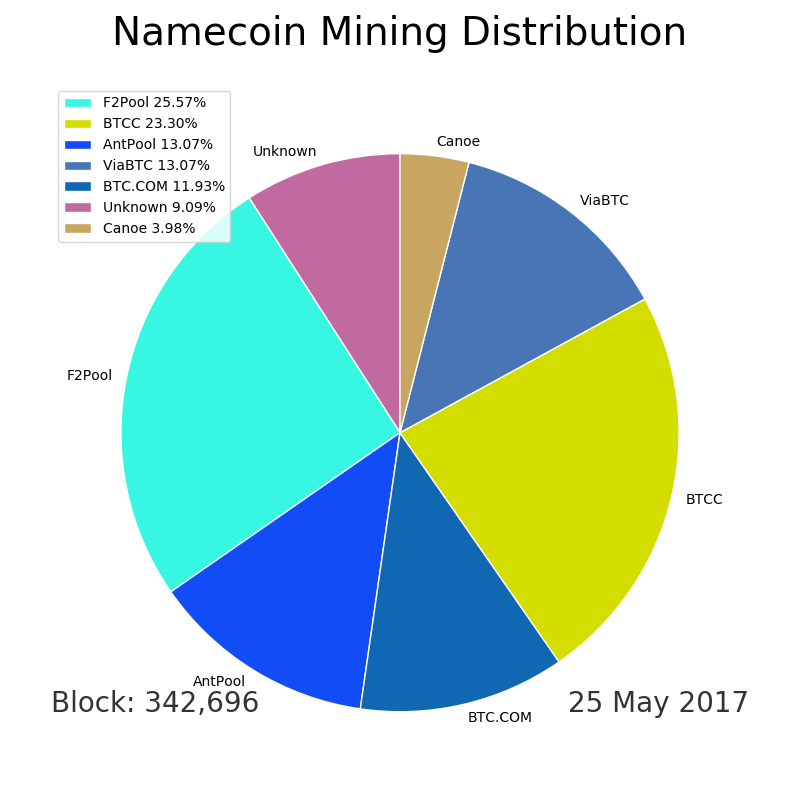 Namecoin Mining Distribution
F2Pool 25.57%
BTCC 23.30%
AntPool 13.07%
ViaBTC 13.07%
BTC.COM 11.93%
Unknown 9.09%
Canoe 3.98%
Canoe
Unknown
ViaBTC
F2Pool
BTCC
AntPool
Block: 342,696
25 May 2017
BTC.COM